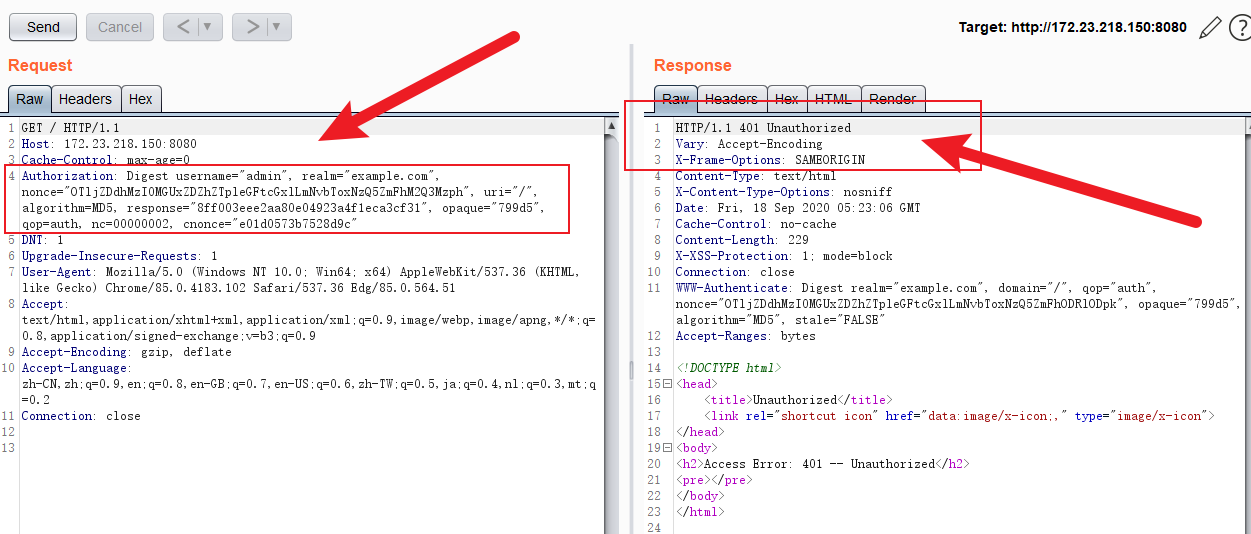 Send
Cancel
<
>
Target: http://172.23.218.150:8080
?
Request
Raw
Headers
Hex
1 GET / HTTP/1.1
2 Host: 172.23.218.150:8080
3 Cache-Control: max-age=0
4 Authorization: Digest username="admin", realm="example.com",
nonce="OTljZDdhMzI0MGUxZDZhZTpleGFtcGxlLmNvbToxNzQ5ZmFhM2Q3Mzph", uri="/",
algorithm=MD5, response="8ff003eee2aa80e04923a4f1eca3cf31", opaque="799d5",
qop=auth, nc=00000002, cnonce="e01d0573b7528d9c"
5 DNT: 1
6 Upgrade-Insecure-Requests: 1
7 User-Agent: Mozilla/5.0 (Windows NT 10.0; Win64; x64) AppleWebKit/537.36 (KHTML,
like Gecko) Chrome/85.0.4183.102 Safari/537.36 Edg/85.0.564.51
8 Accept:
text/html,application/xhtml+xml,application/xml;q=0.9,image/webp,image/apng,*/*;q=
0.8,application/signed-exchange;v=b3;q=0.9
9 Accept-Encoding: gzip, deflate
10 Accept-Language:
zh-CN,zh;q=0.9,en;q=0.8,en-GB;q=0.7,en-US;q=0.6,zh-TW;q=0.5,ja;q=0.4,nl;q=0.3,mt;q
=0.2
11 Connection: close
12
13
Response
Raw
Headers
Hex
HTML
Render
1 HTTP/1.1 401 Unauthorized
2 Vary: Accept-Encoding
3 X-Frame-Options: SAMEORIGIN
4 Content-Type: text/html
5 X-Content-Type-Options: nosniff
6 Date: Fri, 18 Sep 2020 05:23:06 GMT
7 Cache-Control: no-cache
8 Content-Length: 229
9 X-XSS-Protection: 1; mode=block
10 Connection: close
11 WWW-Authenticate: Digest realm="example.com", domain="/", qop="auth",
nonce="OTljZDdhMzI0MGUxZDZhZTpleGFtcGxlLmNvbToxNzQ5ZmFhODRlODpk", opaque="799d5",
algorithm="MD5", stale="FALSE"
12 Accept-Ranges: bytes
13
14 <!DOCTYPE html>
15 <head>
16 <title>Unauthorized</title>
17 <link rel="shortcut icon" href="data:image/x-icon;," type="image/x-icon">
18 </head>
19 <body>
20 <h2>Access Error: 401 -- Unauthorized</h2>
21 <pre></pre>
22 </body>
23 </html>
24